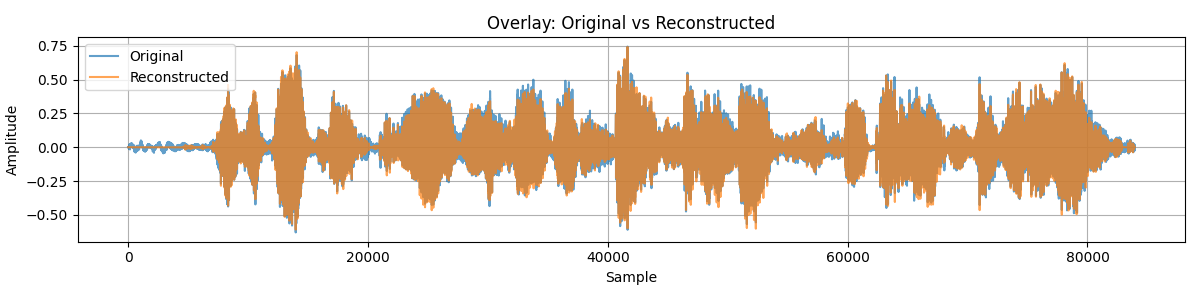 Overlay: Original vs Reconstructed
Original
Reconstructed
0.75
0.50
0.25
0.00
−0.25
−0.50
Amplitude
0 20000 40000 60000 80000
Sample